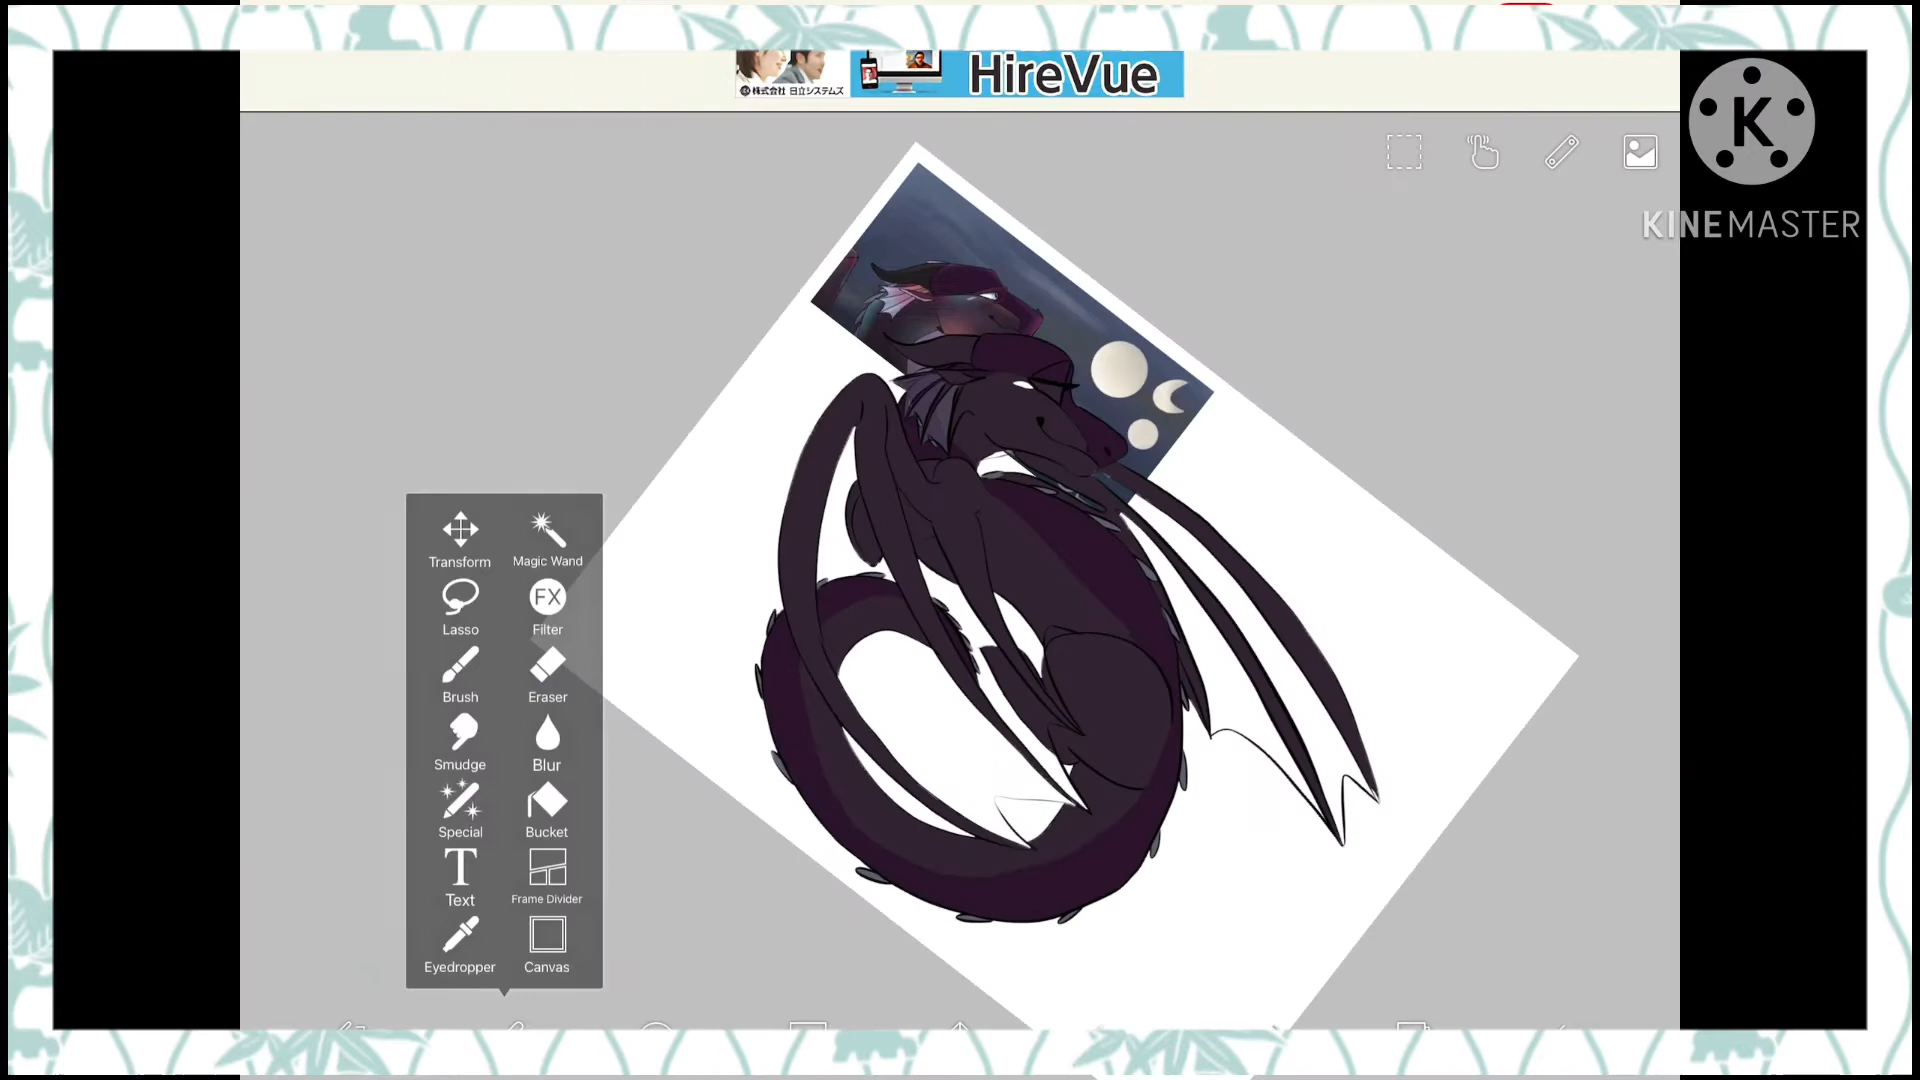 HireVue
株式会社 日立システムズ
K
KINEMASTER
Transform
Magic Wand
Lasso
FX
Filter
Brush
Eraser
Smudge
Blur
Special
Bucket
T
Text
Frame Divider
Eyedropper
Canvas